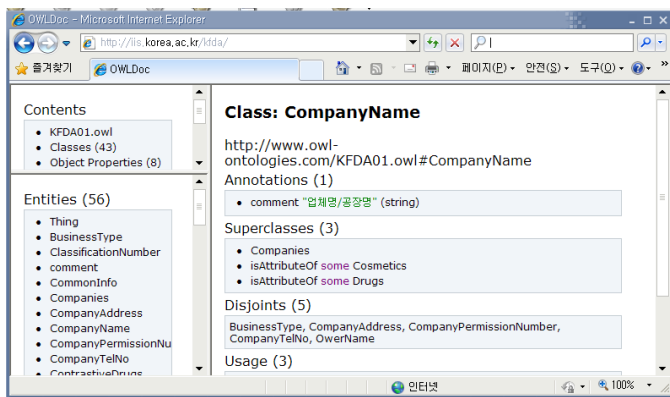 OWLDoc - Microsoft Internet Explorer
http://iis.korea.ac.kr/kfda/
즐겨찾기
OWLDoc
페이지(P)
안전(S)
도구(O)
»
Contents
• KFDA01.owl
• Classes (43)
• Object Properties (8)
Entities (56)
• Thing
• BusinessType
• ClassificationNumber
• comment
• CommonInfo
• Companies
• CompanyAddress
• CompanyName
• CompanyPermissionNu
• CompanyTelNo
• ContrastiveDrugs
Class: CompanyName
http://www.owl-
ontologies.com/KFDA01.owl#CompanyName
Annotations (1)
• comment "업체명/공장명" (string)
Superclasses (3)
• Companies
• isAttributeOf some Cosmetics
• isAttributeOf some Drugs
Disjoints (5)
BusinessType, CompanyAddress, CompanyPermissionNumber,
CompanyTelNo, OwerName
Usage (3)
인터넷
100%